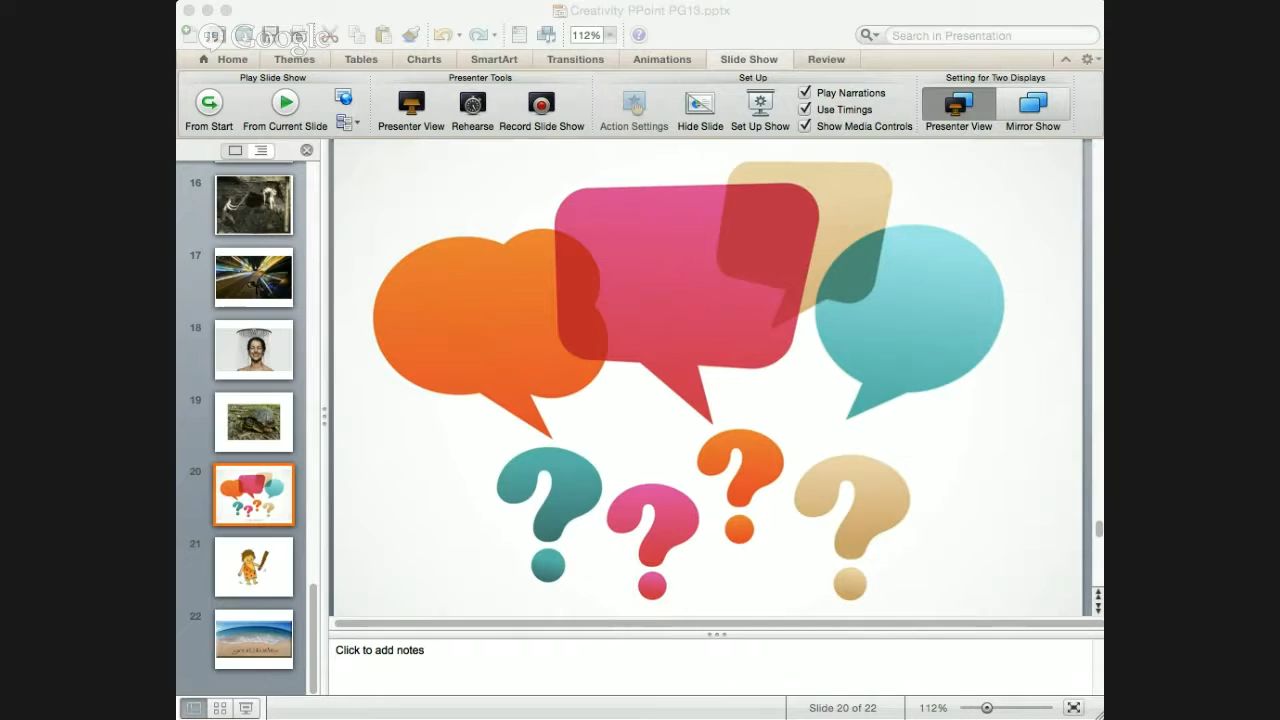 Creativity PPoint PG13.pptx
Google
112%
Search in Presentation
Home Themes Tables Charts SmartArt Transitions Animations Slide Show Review
Play Slide Show Presenter Tools Set Up Setting for Two Displays
Play Narrations
Use Timings
Show Media Controls
From Start From Current Slide Presenter View Rehearse Record Slide Show Action Settings Hide Slide Set Up Show Presenter View Mirror Show
16
17
18
19
20
21
22
? ? ? ?
Click to add notes
Slide 20 of 22 112%